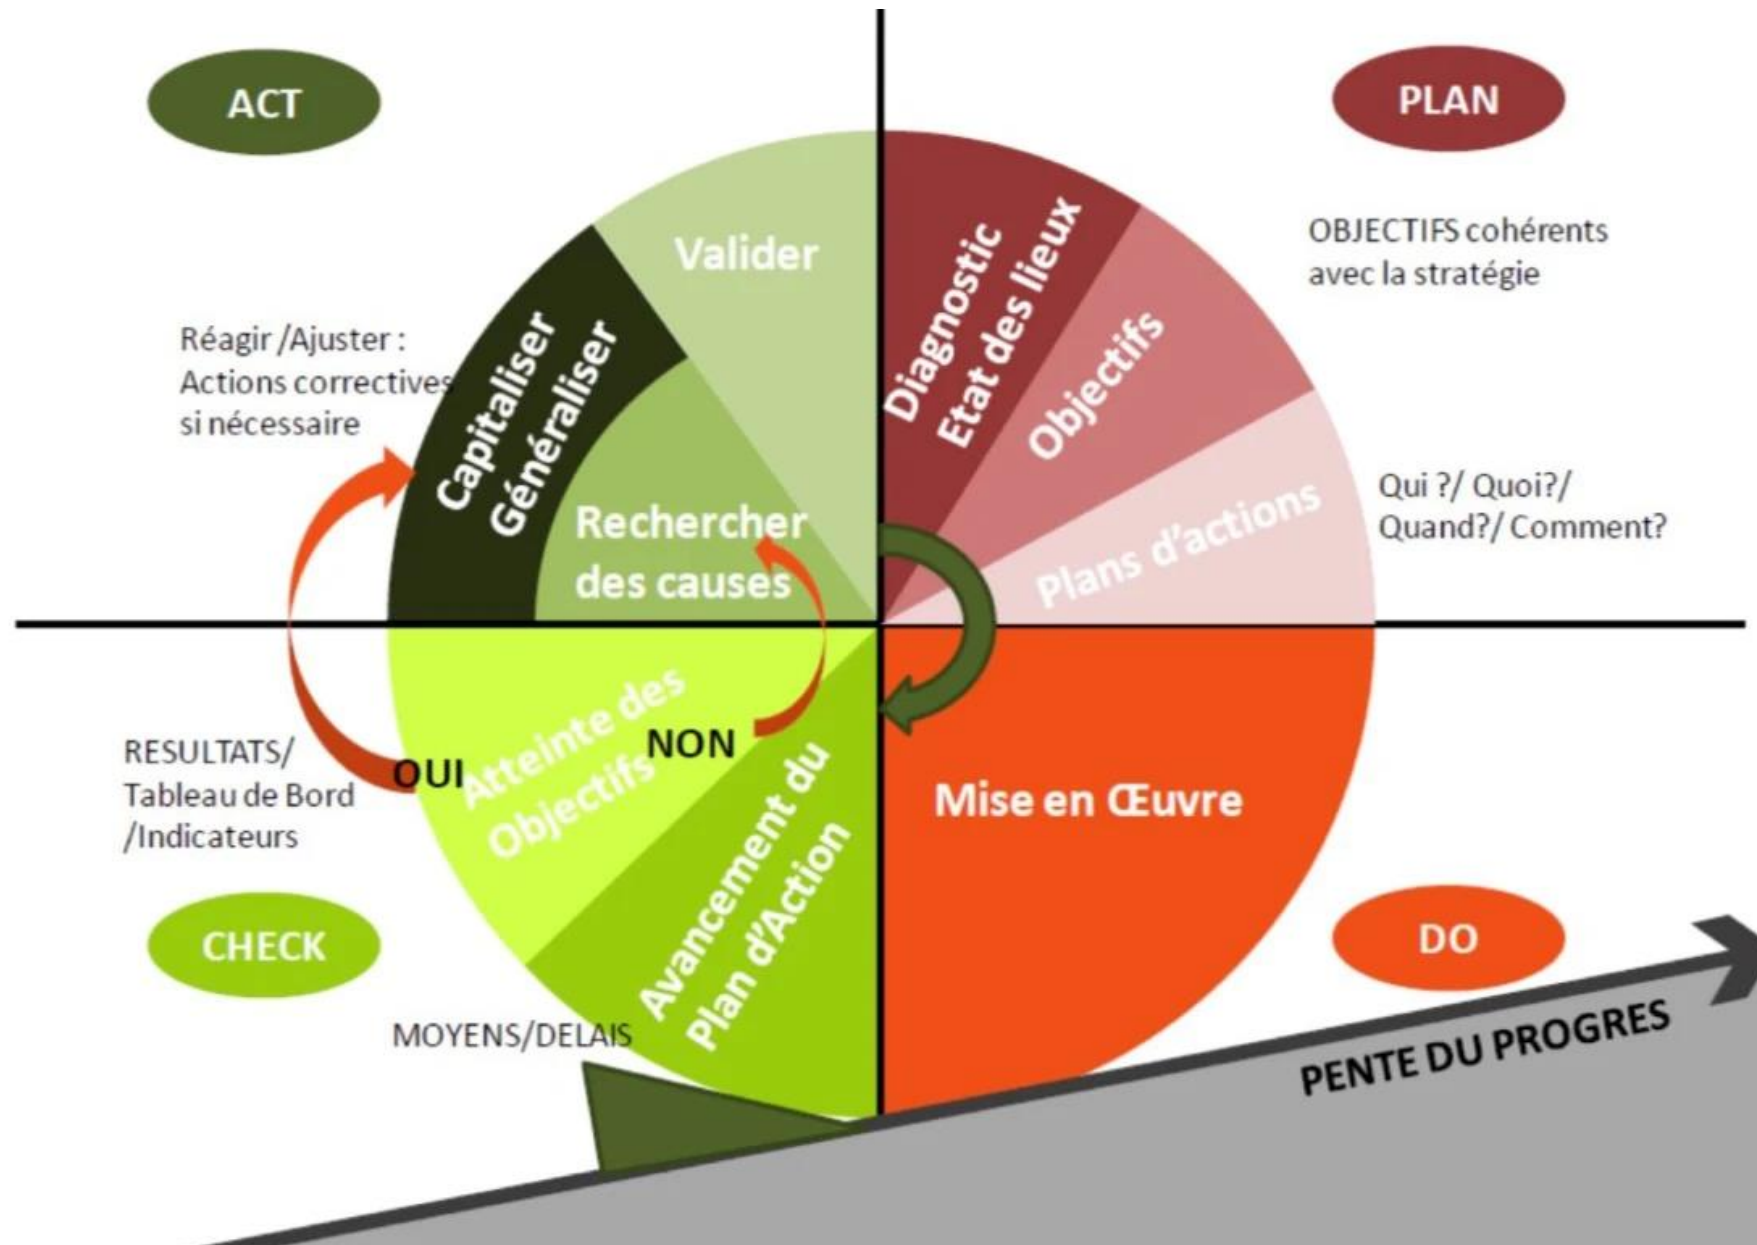 ACT
PLAN
Valider
Diagnostic
Etat des lieux
OBJECTIFS cohérents
avec la stratégie
Objectifs
Réagir /Ajuster :
Actions correctives
si nécessaire
Capitaliser
Généraliser
Rechercher
des causes
Plans d'actions
Qui ?/ Quoi?/
Quand?/ Comment?
RESULTATS/
Tableau de Bord
/Indicateurs
OUI
Atteinte des
Objectifs
NON
Mise en Œuvre
Avancement du
Plan d'Action
CHECK
DO
MOYENS/DELAIS
PENTE DU PROGRES